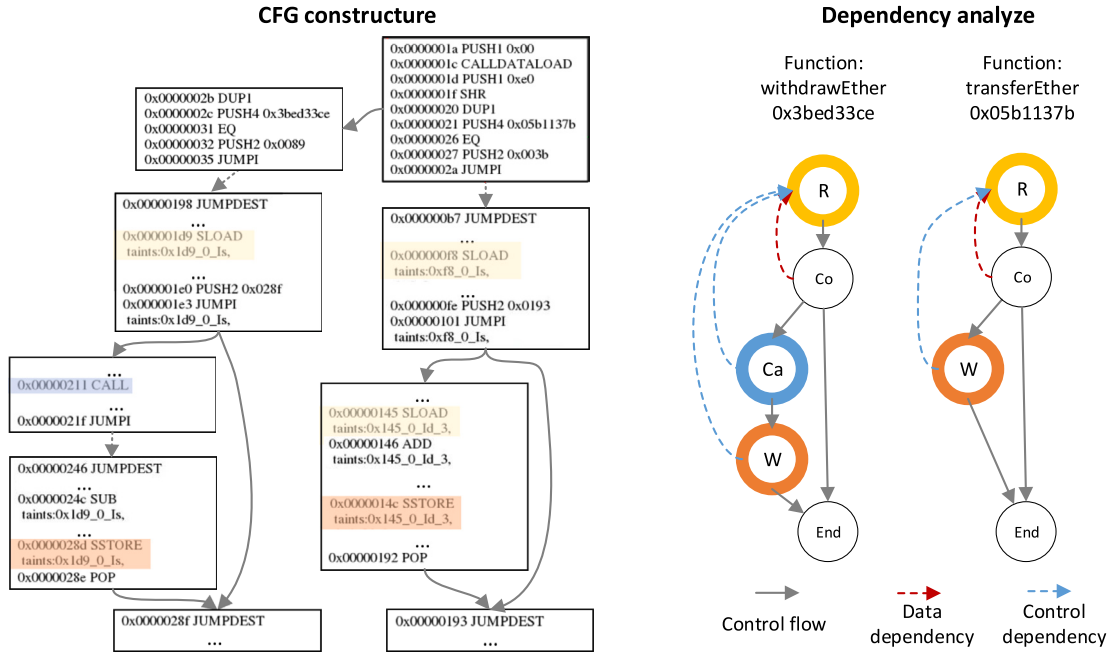 CFG constructure
0x0000001a PUSH1 0x00
0x0000001c CALLDATALOAD
0x0000001d PUSH1 0xe0
0x0000001f SHR
0x00000020 DUP1
0x00000021 PUSH4 0x05b1137b
0x00000026 EQ
0x00000027 PUSH2 0x003b
0x0000002a JUMPI
0x0000002b DUP1
0x0000002c PUSH4 0x3bed33ce
0x00000031 EQ
0x00000032 PUSH2 0x0089
0x00000035 JUMPI
0x00000198 JUMPDEST
...
0x000001d9 SLOAD
taints:0x1d9_0_Is,
...
0x000001e0 PUSH2 0x028f
0x000001e3 JUMPI
taints:0x1d9_0_Is,
0x000000b7 JUMPDEST
...
0x000000f8 SLOAD
taints:0xf8_0_Is,
...
0x000000fe PUSH2 0x0193
0x00000101 JUMPI
taints:0xf8_0_Is,
...
0x00000211 CALL
...
0x0000021f JUMPI
0x00000246 JUMPDEST
...
0x0000024c SUB
taints:0x1d9_0_Is,
...
0x0000028d SSTORE
taints:0x1d9_0_Is,
0x0000028e POP
...
0x00000145 SLOAD
taints:0x145_0_Id_3,
0x00000146 ADD
taints:0x145_0_Id_3,
...
0x0000014c SSTORE
taints:0x145_0_Id_3,
...
0x00000192 POP
0x0000028f JUMPDEST
...
0x00000193 JUMPDEST
...
Dependency analyze
Function:
withdrawEther
0x3bed33ce
Function:
transferEther
0x05b1137b
R
Co
Ca
W
End
R
Co
W
End
Control flow
Data
dependency
Control
dependency